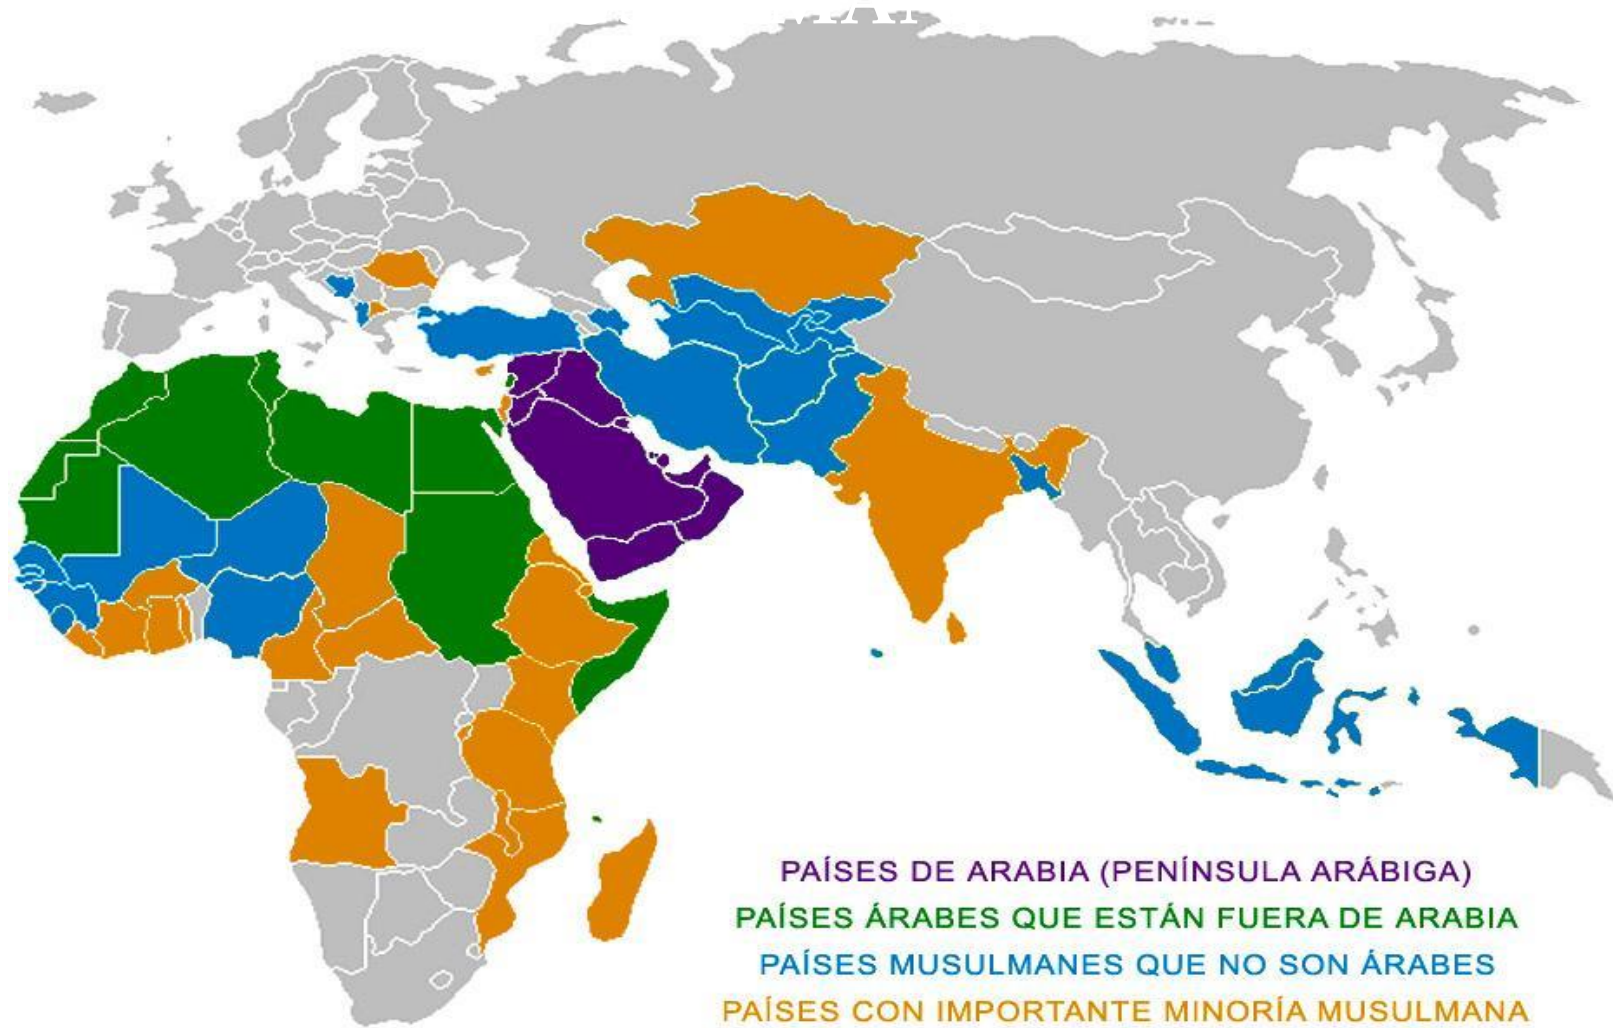 PAÍSES DE ARABIA (PENÍNSULA ARÁBIGA)
PAÍSES ÁRABES QUE ESTÁN FUERA DE ARABIA
PAÍSES MUSULMANES QUE NO SON ÁRABES
PAÍSES CON IMPORTANTE MINORÍA MUSULMANA